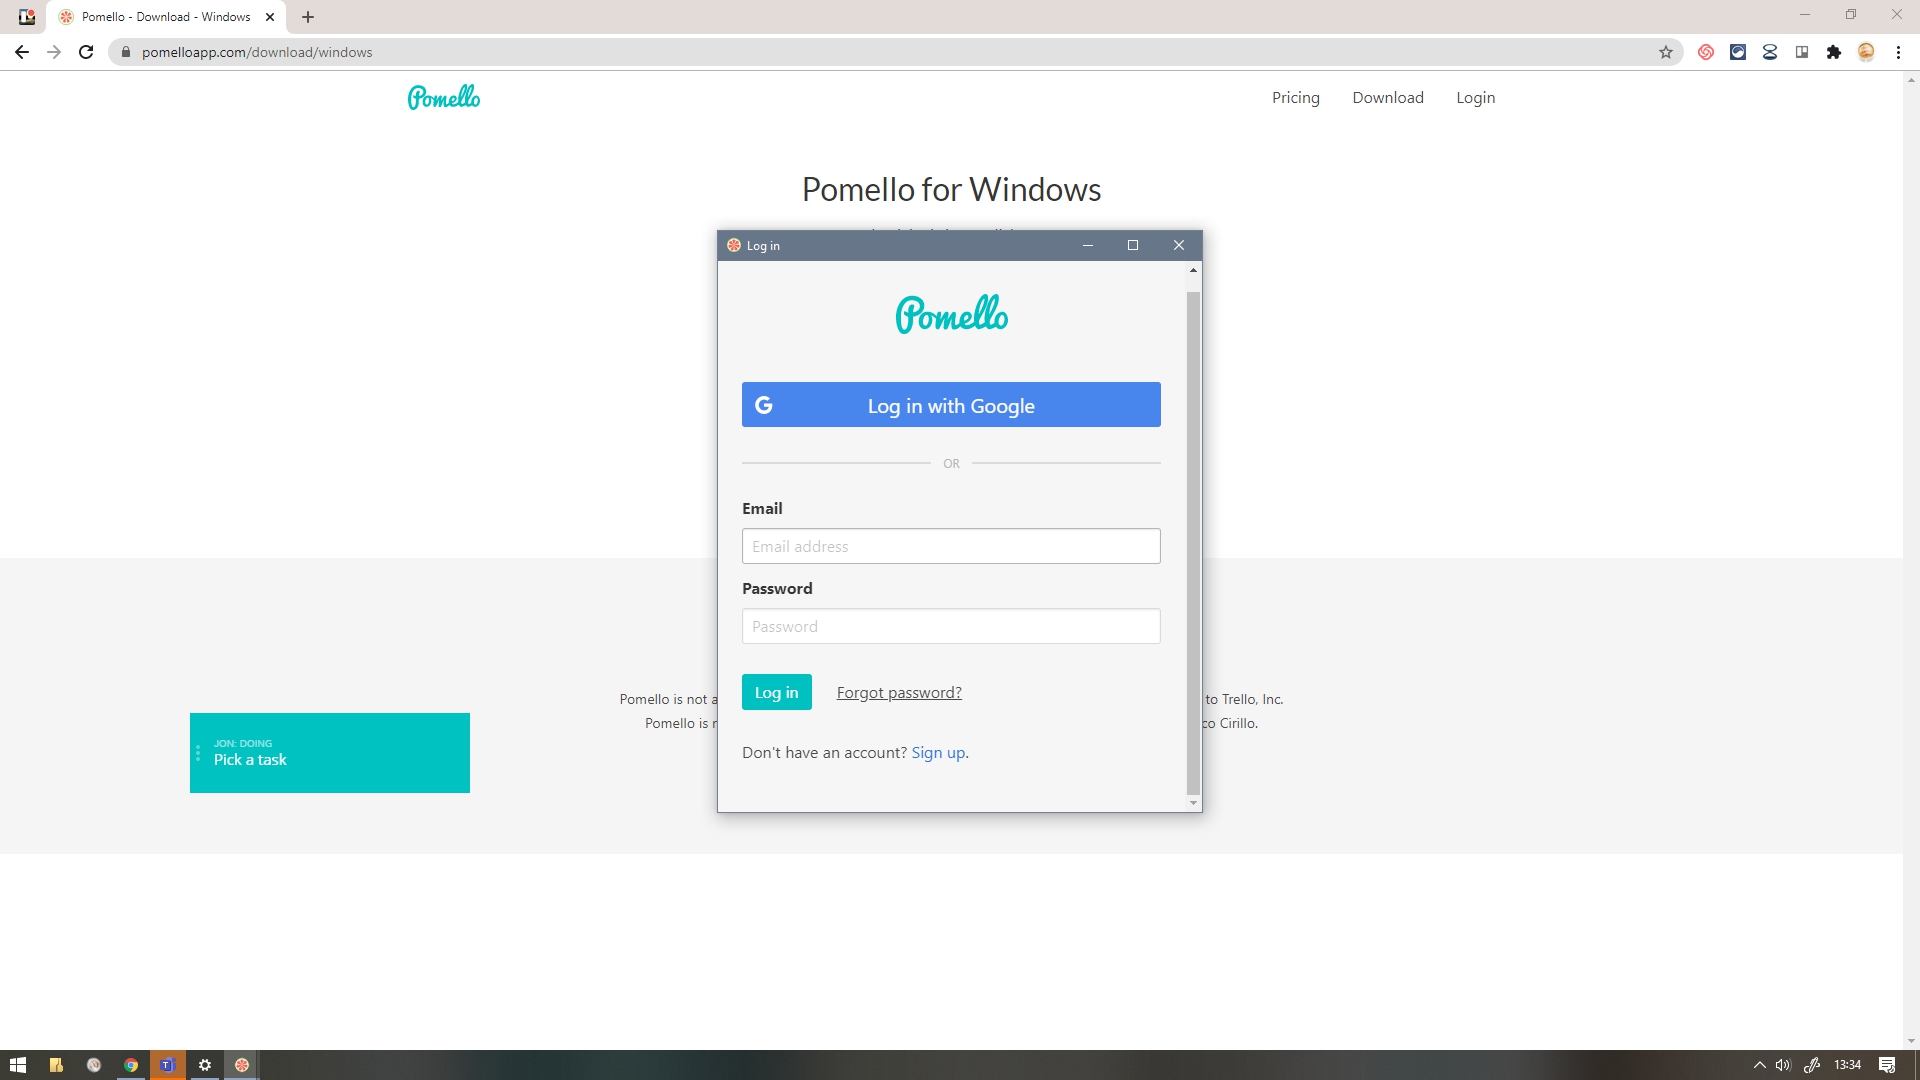 Pomello - Download - Windows
pomelloapp.com/download/windows
Pomello
Pricing
Download
Login
Pomello for Windows
Log in
Pomello
Log in with Google
OR
Email
Email address
Password
Password
Log in
Forgot password?
Don't have an account? Sign up.
Pomello is not a
to Trello, Inc.
Pomello is
co Cirillo.
JON: DOING
Pick a task
13:34